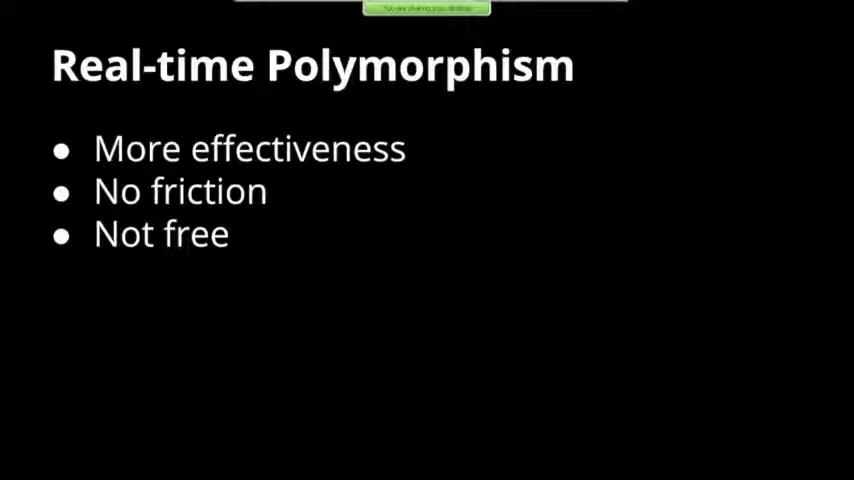 You are sharing your desktop
Real-time Polymorphism
● More effectiveness
● No friction
● Not free